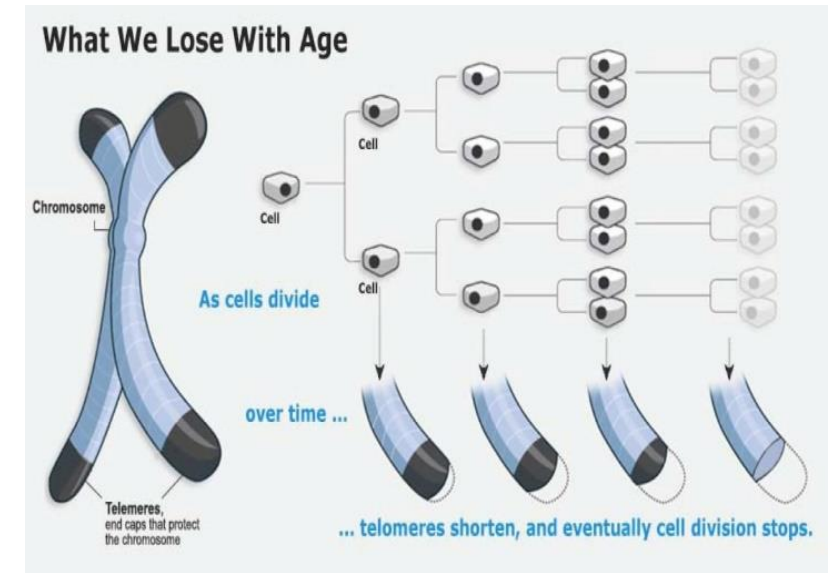 What We Lose With Age
Chromosome
Cell
Cell
Cell
As cells divide
over time ...
Telemeres,
end caps that protect
the chromosome
... telomeres shorten, and eventually cell division stops.